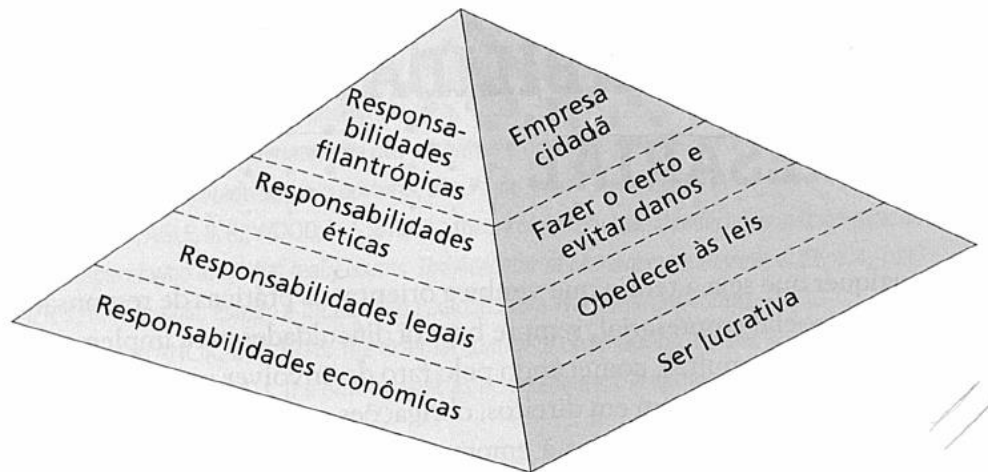 Responsa-
bilidades
filantrópicas
Empresa
cidadã
Responsabilidades
éticas
Fazer o certo e
evitar danos
Responsabilidades legais
Obedecer às leis
Responsabilidades econômicas
Ser lucrativa